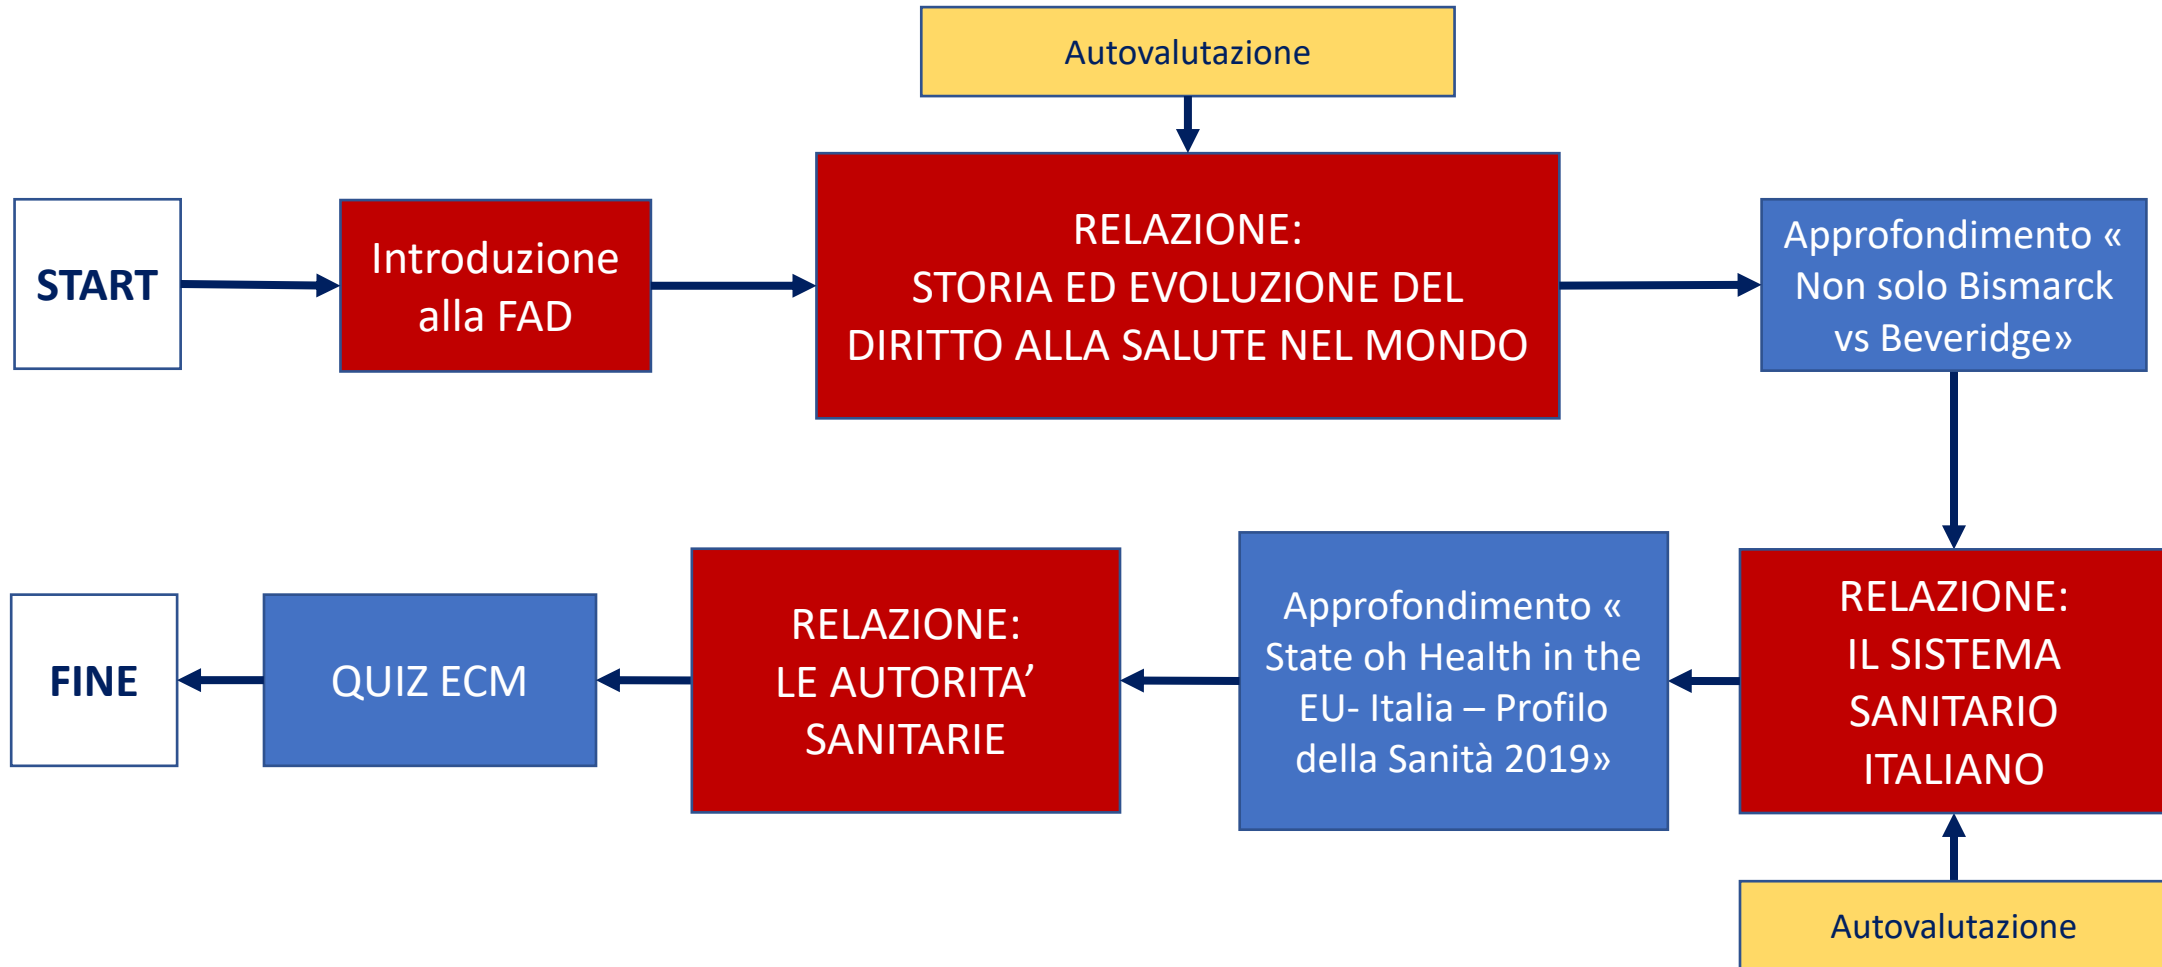 Autovalutazione
START
Introduzione
alla FAD
RELAZIONE:
STORIA ED EVOLUZIONE DEL
DIRITTO ALLA SALUTE NEL MONDO
Approfondimento «
Non solo Bismarck
vs Beveridge»
RELAZIONE:
IL SISTEMA
SANITARIO
ITALIANO
Autovalutazione
Approfondimento «
State oh Health in the
EU- Italia – Profilo
della Sanità 2019»
RELAZIONE:
LE AUTORITA’
SANITARIE
QUIZ ECM
FINE